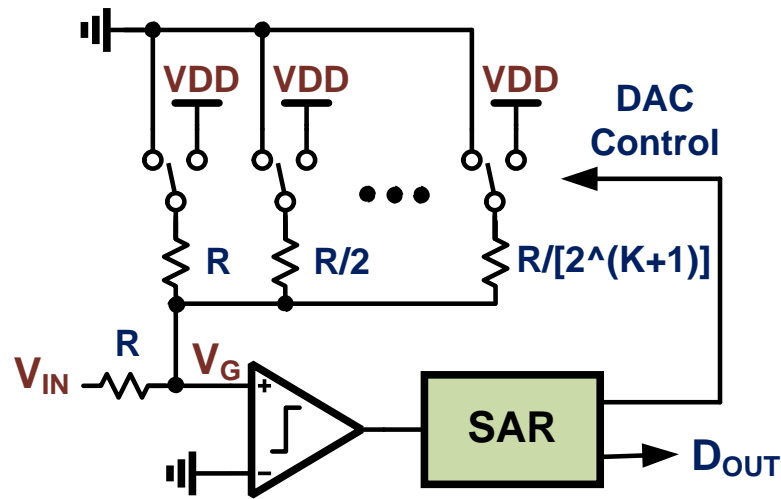 VDD VDD VDD
DAC
Control
R R/2 R/[2^(K+1)]
R
VIN VG
+
−
SAR
DOUT